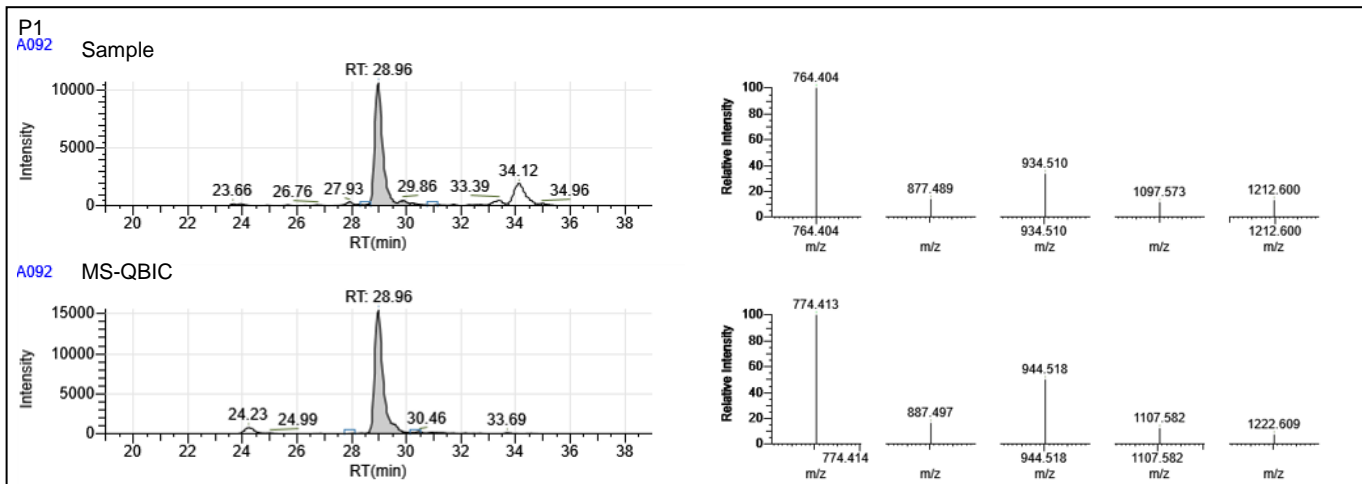 P1
A092 Sample
RT: 28.96
10000
5000
0
Intensity
23.66 26.76 27.93 29.86 33.39 34.12 34.96
20 22 24 26 28 30 32 34 36 38
RT(min)
764.404
100
80
60
40
20
0
Relative Intensity
877.489
934.510
1097.573
1212.600
764.404 934.510 1212.600
m/z m/z m/z m/z m/z
A092 MS-QBIC
RT: 28.96
15000
10000
5000
0
Intensity
24.23 24.99 30.46 33.69
20 22 24 26 28 30 32 34 36 38
RT(min)
774.413
100
80
60
40
20
0
Relative Intensity
887.497
944.518
1107.582
1222.609
774.414 944.518 1107.582
m/z m/z m/z m/z m/z